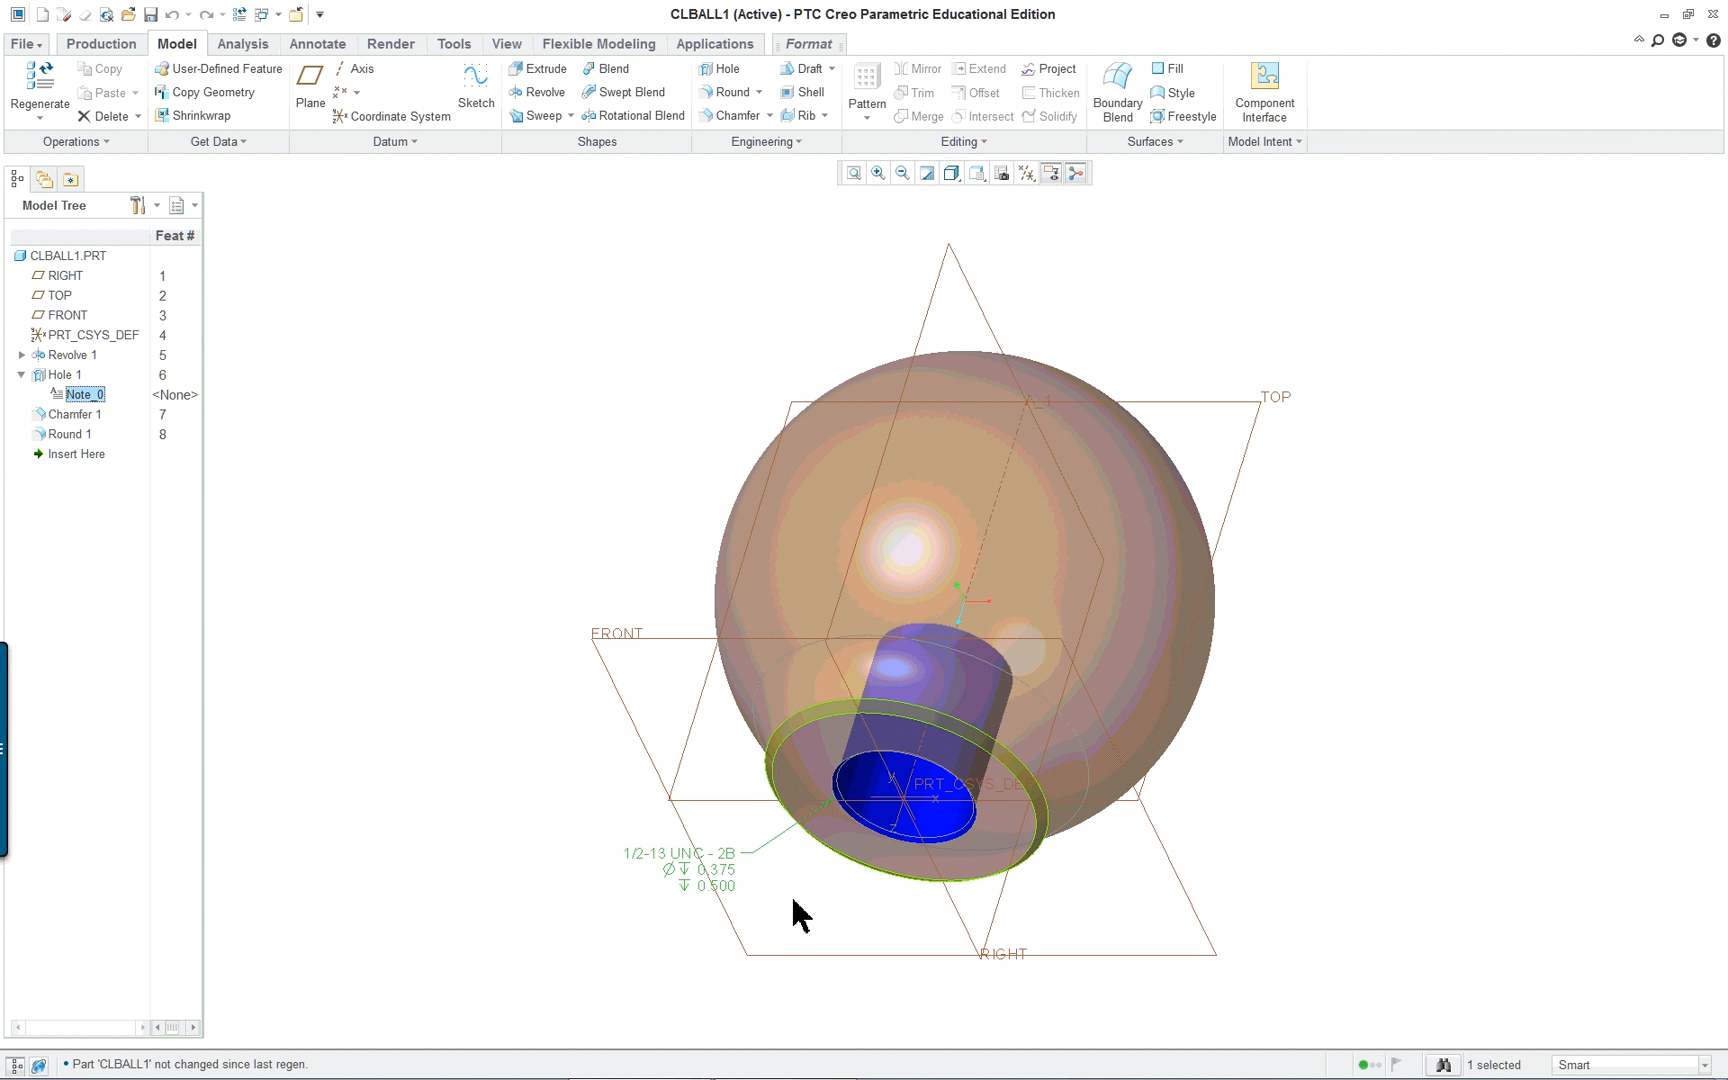 CLBALL1 (Active) - PTC Creo Parametric Educational Edition
File
Production
Model
Analysis
Annotate
Render
Tools
View
Flexible Modeling
Applications
Format
Regenerate
Copy
Paste
Delete
Operations
User-Defined Feature
Copy Geometry
Shrinkwrap
Get Data
Plane
Axis
Coordinate System
Sketch
Datum
Extrude
Revolve
Sweep
Blend
Swept Blend
Rotational Blend
Shapes
Hole
Round
Chamfer
Draft
Shell
Rib
Engineering
Pattern
Mirror
Trim
Merge
Extend
Offset
Intersect
Project
Thicken
Solidify
Editing
Boundary
Blend
Fill
Style
Freestyle
Surfaces
Component
Interface
Model Intent
Model Tree
Feat #
CLBALL1.PRT
RIGHT 1
TOP 2
FRONT 3
PRT_CSYS_DEF 4
Revolve 1 5
Hole 1 6
Note_0 <None>
Chamfer 1 7
Round 1 8
Insert Here
TOP
A_1
FRONT
PRT_CSYS_DEF
y
x
z
1/2-13 UNC - 2B
∅↧ 0.375
↧ 0.500
RIGHT
• Part 'CLBALL1' not changed since last regen.
1 selected
Smart